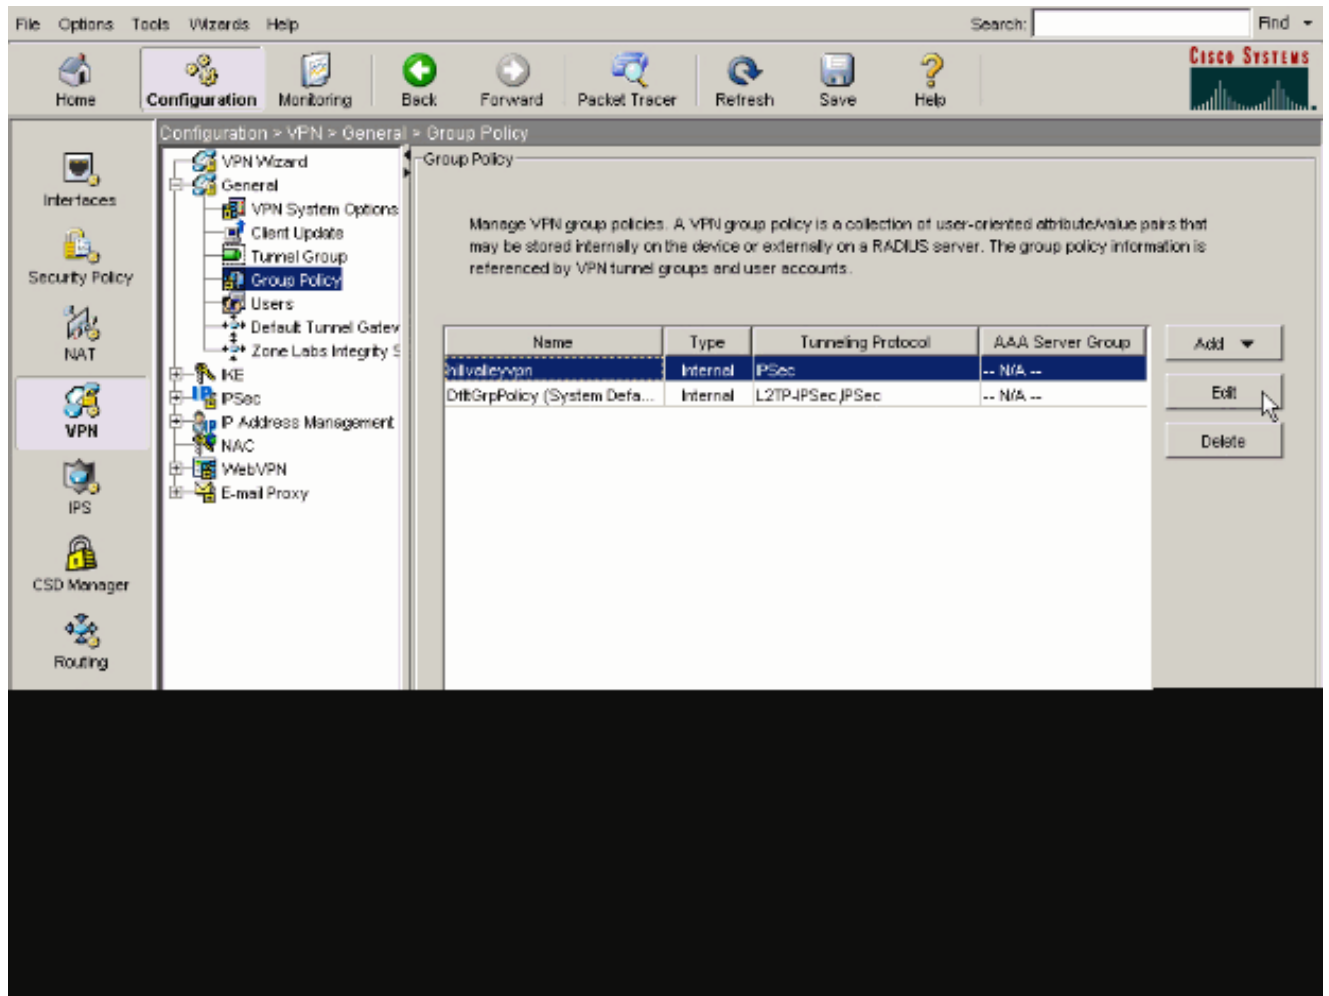 File Options Tools Wizards Help Search: Find
Home Configuration Monitoring Back Forward Packet Tracer Refresh Save Help
CISCO SYSTEMS
Configuration > VPN > General > Group Policy
Interfaces
Security Policy
NAT
VPN
IPS
CSD Manager
Routing
VPN Wizard
General
VPN System Options
Client Update
Tunnel Group
Group Policy
Users
Default Tunnel Gatew
Zone Labs Integrity S
IKE
IPSec
IP Address Management
NAC
WebVPN
E-mail Proxy
Group Policy
Manage VPN group policies. A VPN group policy is a collection of user-oriented attribute/value pairs that
may be stored internally on the device or externally on a RADIUS server. The group policy information is
referenced by VPN tunnel groups and user accounts.
Name Type Tunneling Protocol AAA Server Group
hillvalleyvpn Internal IPSec -- N/A --
DfltGrpPolicy (System Defa... Internal L2TP-IPSec,IPSec -- N/A --
Add
Edit
Delete